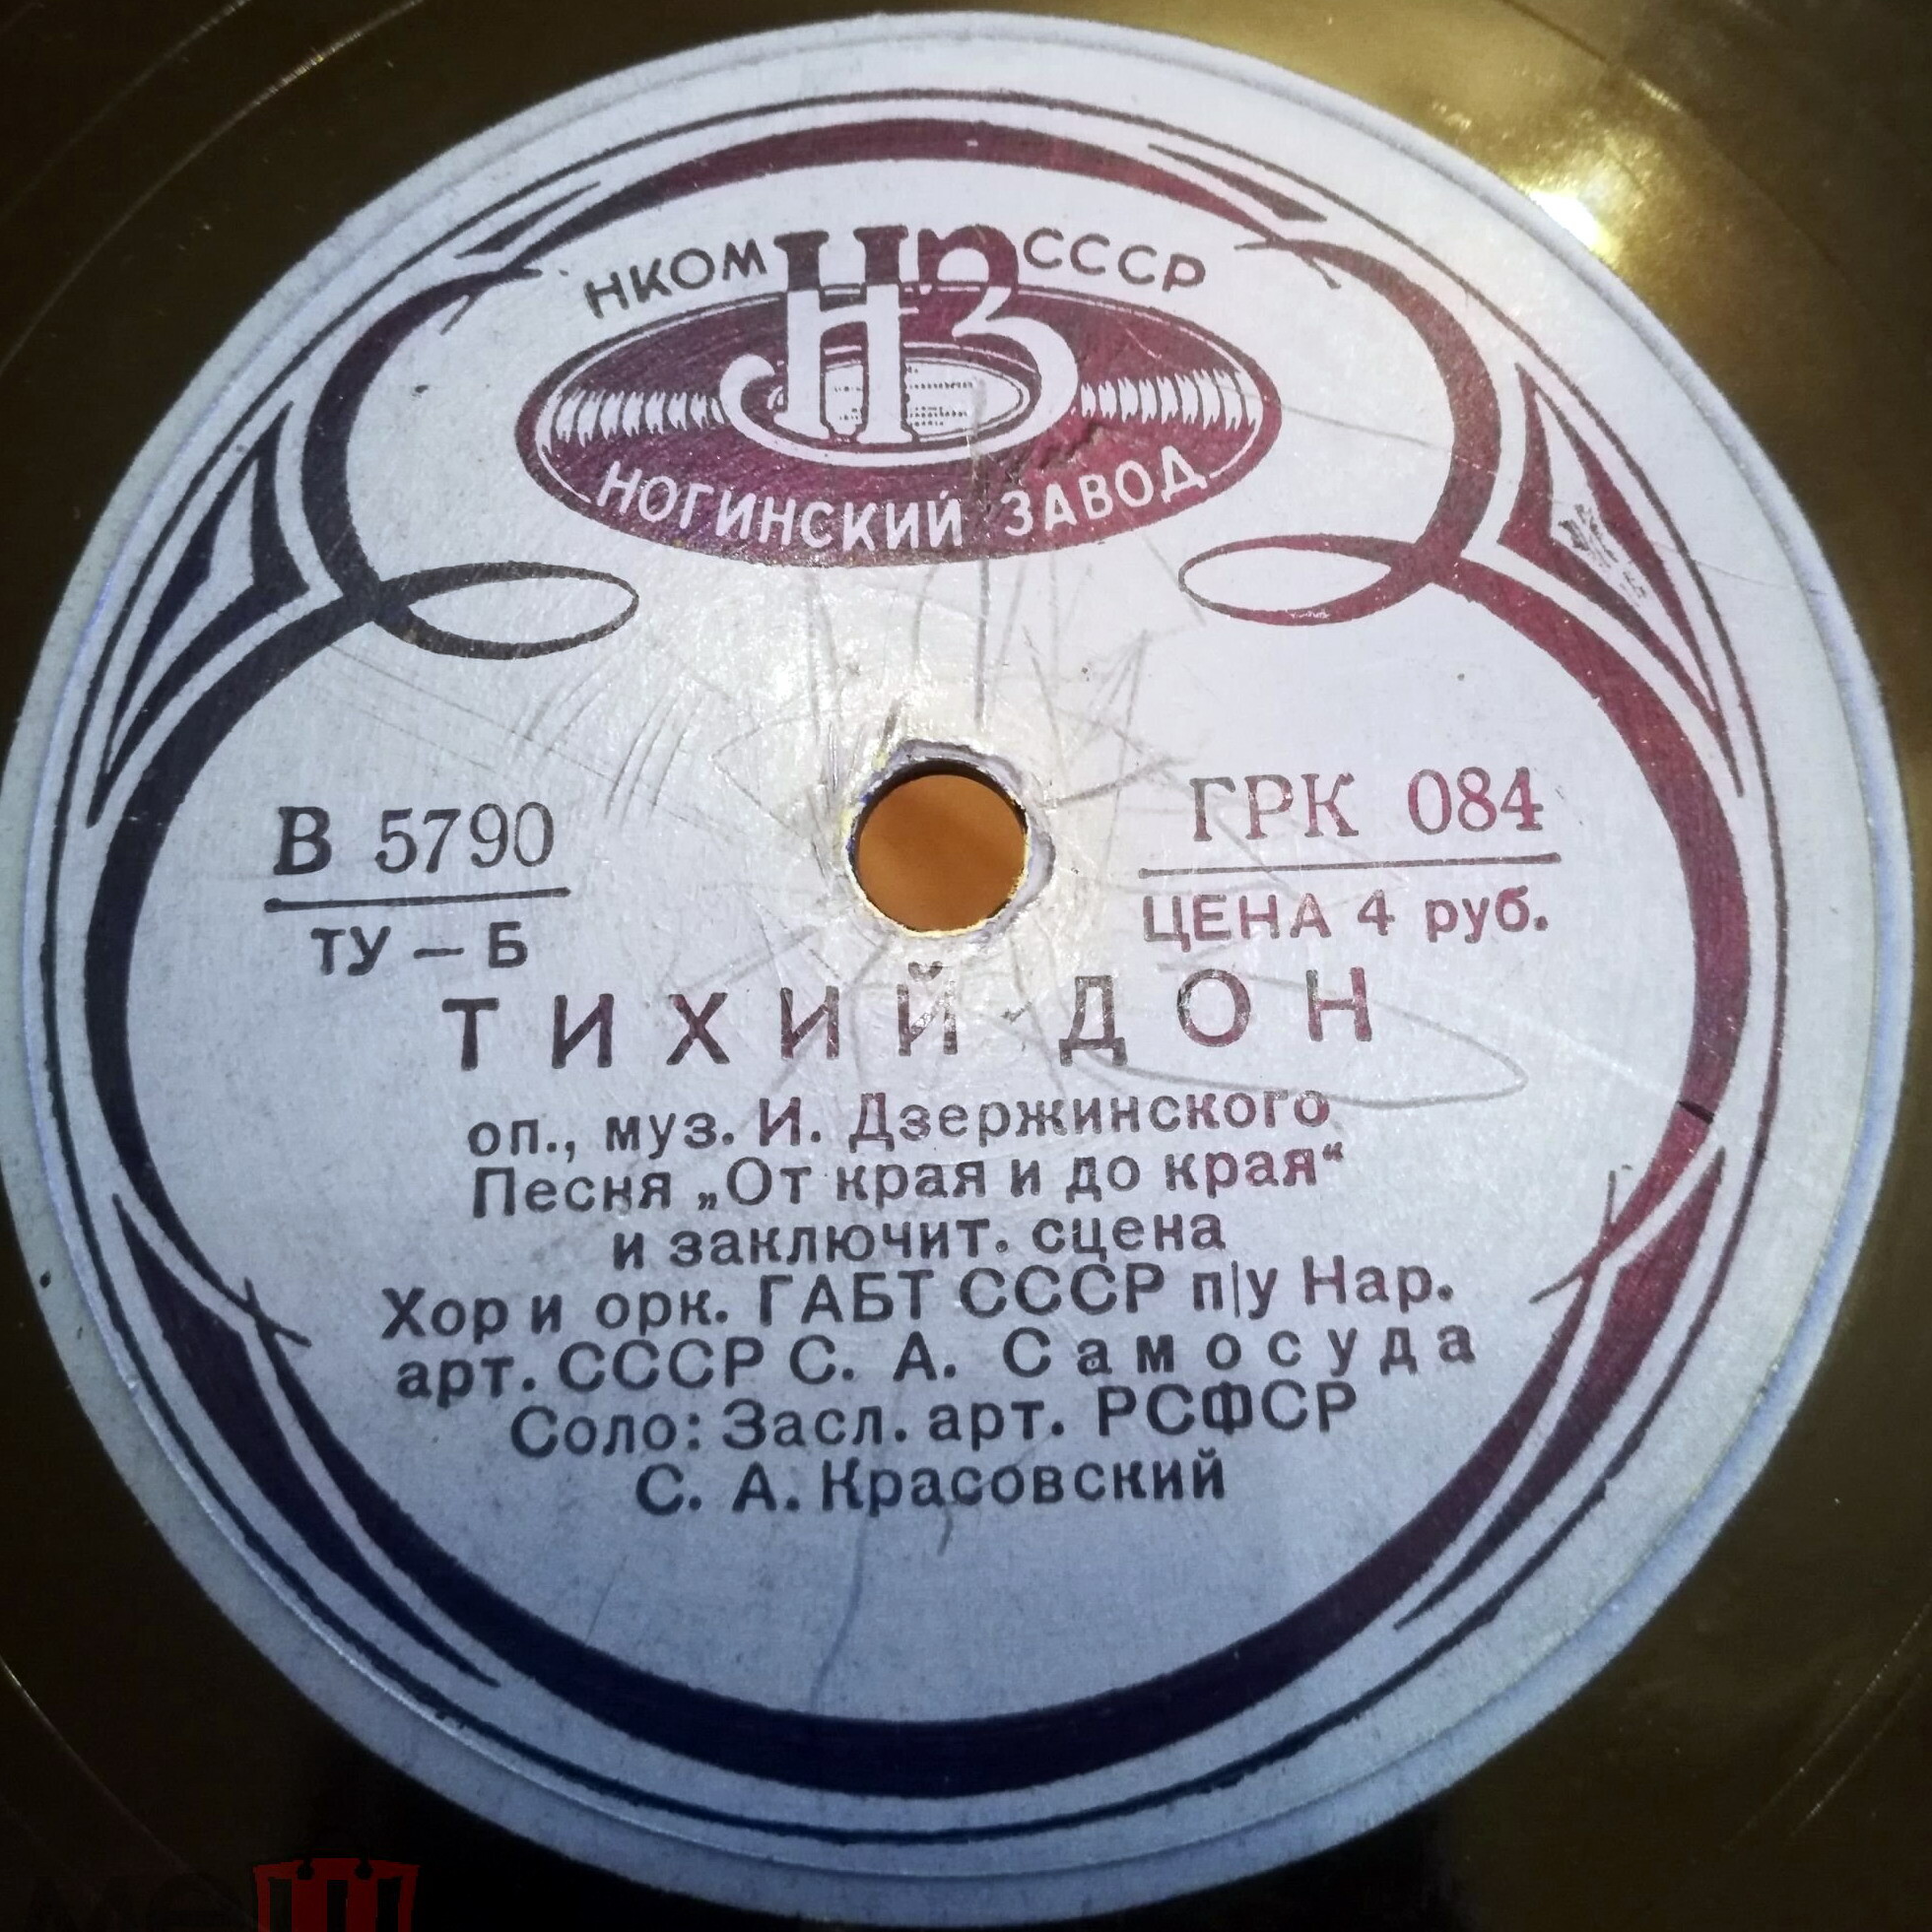 НКОМ НПЗ СССР
НОГИНСКИЙ ЗАВОД
В 5790
ТУ – Б
ГРК 084
ЦЕНА 4 руб.
ТИХИЙ ДОН
оп., муз. И. Дзержинского
Песня „От края и до края“
и заключит. сцена
Хор и орк. ГАБТ СССР п|у Нар.
арт. СССР С. А. Самосуда
Соло: Засл. арт. РСФСР
С. А. Красовский